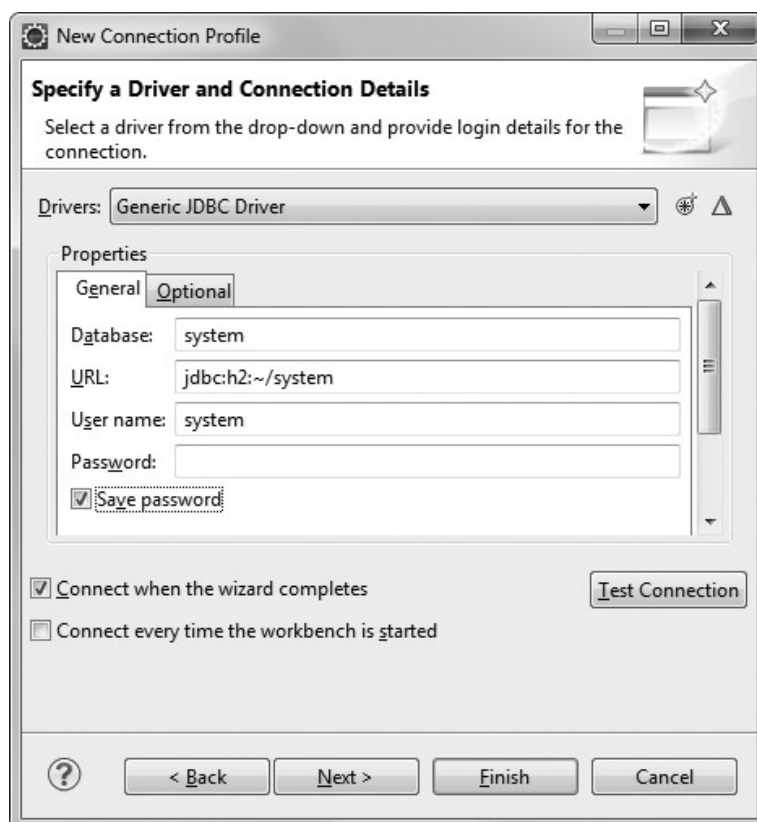 New Connection Profile
Specify a Driver and Connection Details
Select a driver from the drop-down and provide login details for the
connection.
Drivers: Generic JDBC Driver
Properties
General Optional
Database: system
URL: jdbc:h2:~/system
User name: system
Password:
Save password
Connect when the wizard completes
Test Connection
Connect every time the workbench is started
? < Back Next > Finish Cancel